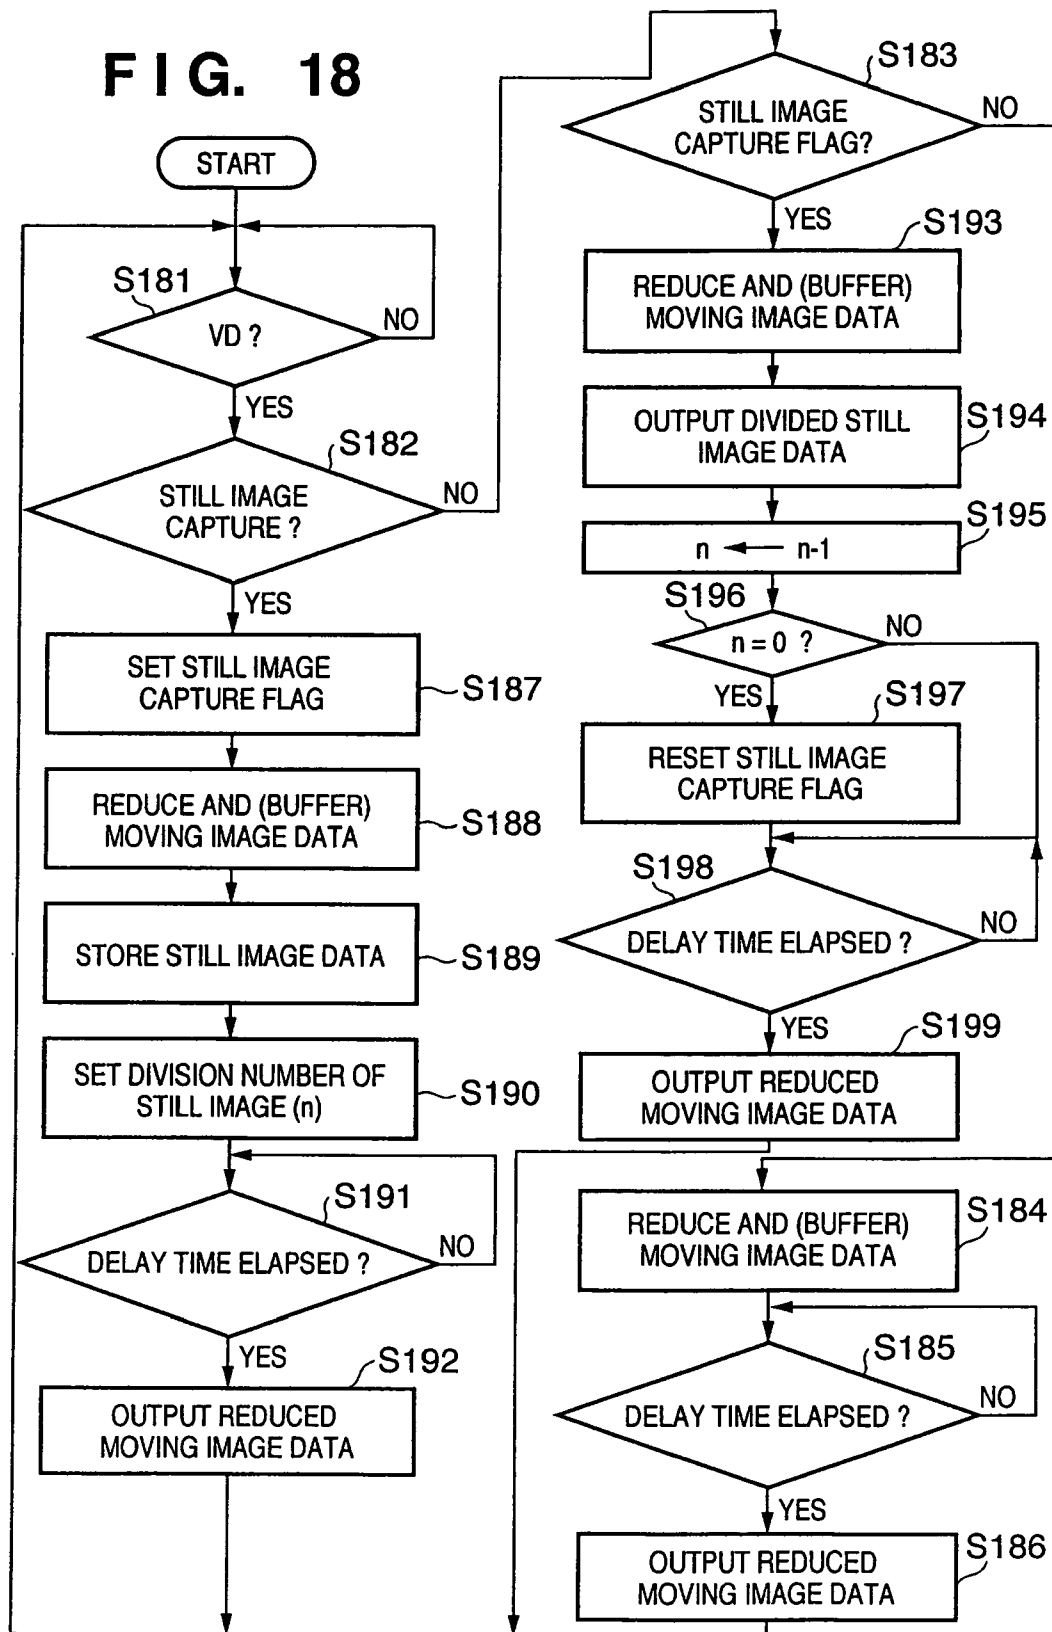 FIG. 18
START
S181
VD ?
NO
YES
S182
STILL IMAGE
CAPTURE ?
NO
YES
SET STILL IMAGE
CAPTURE FLAG
S187
REDUCE AND (BUFFER)
MOVING IMAGE DATA
S188
STORE STILL IMAGE DATA
S189
SET DIVISION NUMBER OF
STILL IMAGE (n)
S190
S191
DELAY TIME ELAPSED ?
NO
YES
S192
OUTPUT REDUCED
MOVING IMAGE DATA
S183
STILL IMAGE
CAPTURE FLAG?
NO
YES
S193
REDUCE AND (BUFFER)
MOVING IMAGE DATA
OUTPUT DIVIDED STILL
IMAGE DATA
S194
S195
n ← n-1
S196
n = 0 ?
NO
YES
S197
RESET STILL IMAGE
CAPTURE FLAG
S198
DELAY TIME ELAPSED ?
NO
YES
S199
OUTPUT REDUCED
MOVING IMAGE DATA
REDUCE AND (BUFFER)
MOVING IMAGE DATA
S184
S185
DELAY TIME ELAPSED ?
NO
YES
OUTPUT REDUCED
MOVING IMAGE DATA
S186